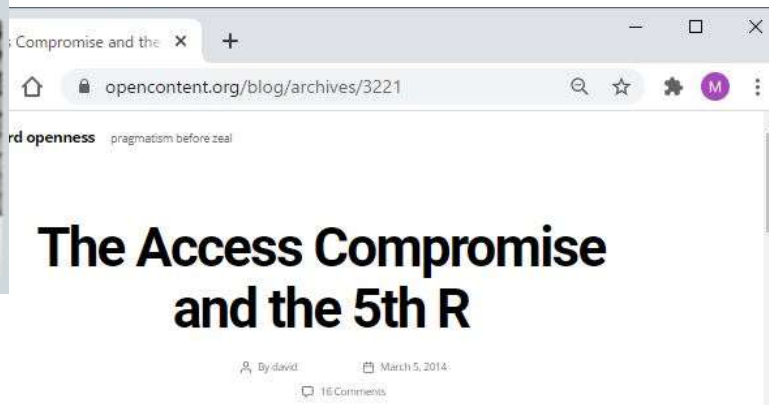 Compromise and the
opencontent.org/blog/archives/3221
M
rd openness pragmatism before zeal
The Access Compromise
and the 5th R
By david March 5, 2014
16 Comments